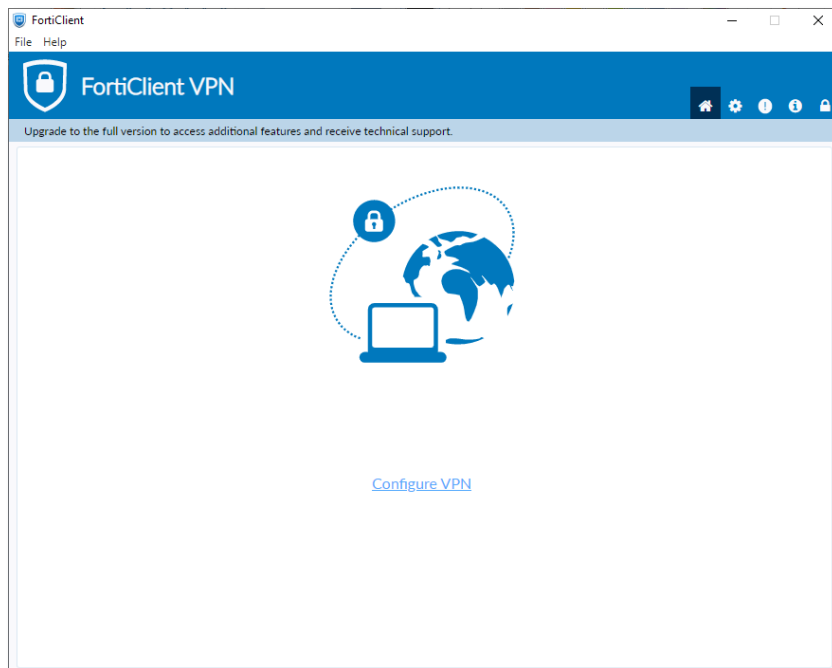 FortiClient
File Help
FortiClient VPN
Upgrade to the full version to access additional features and receive technical support.
Configure VPN